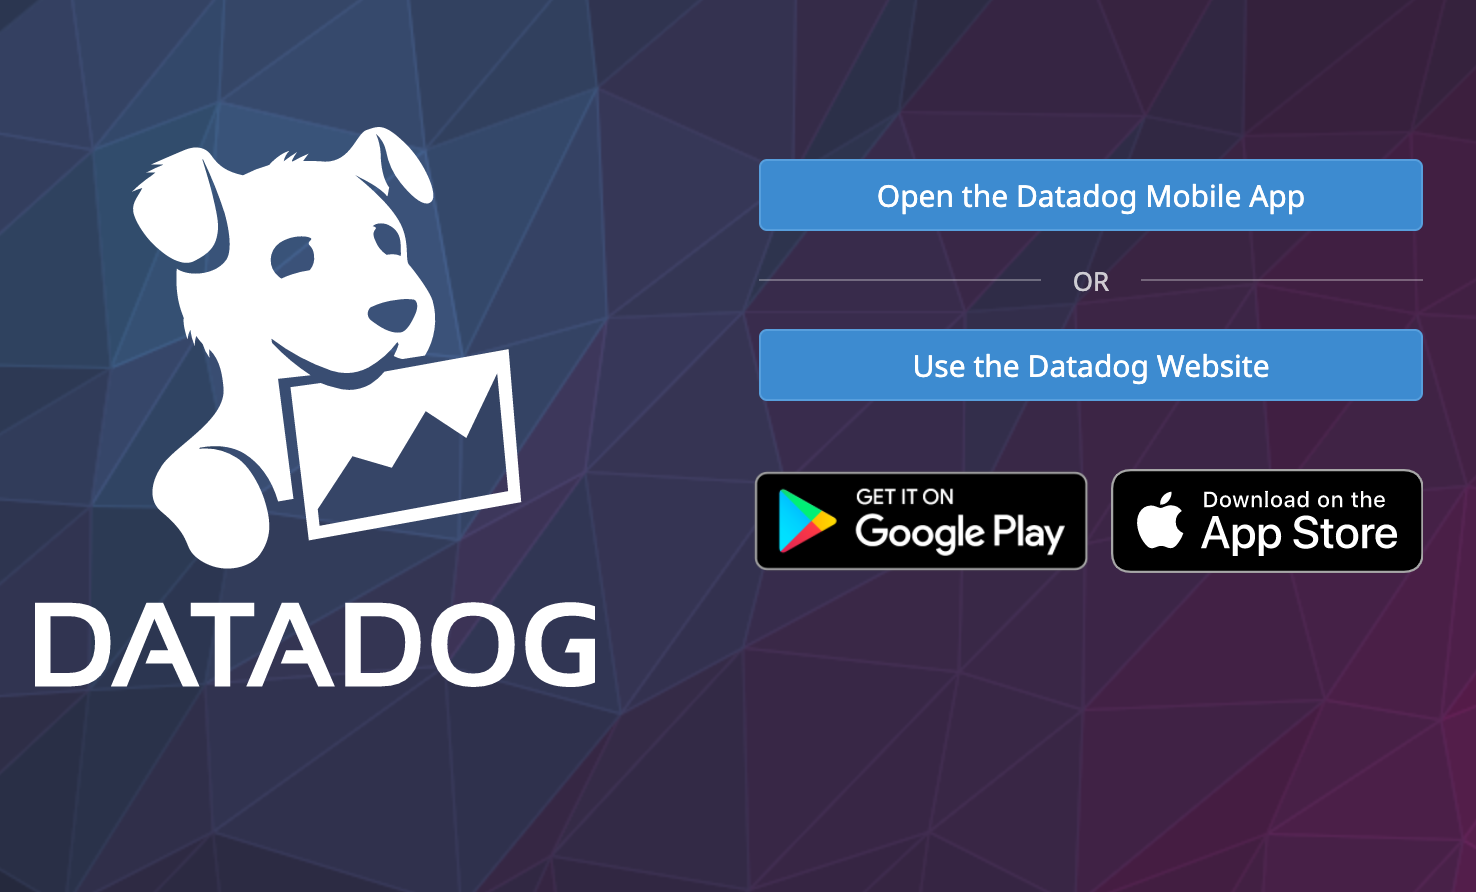 DATADOG
Open the Datadog Mobile App
OR
Use the Datadog Website
GET IT ON
Google Play
Download on the
App Store